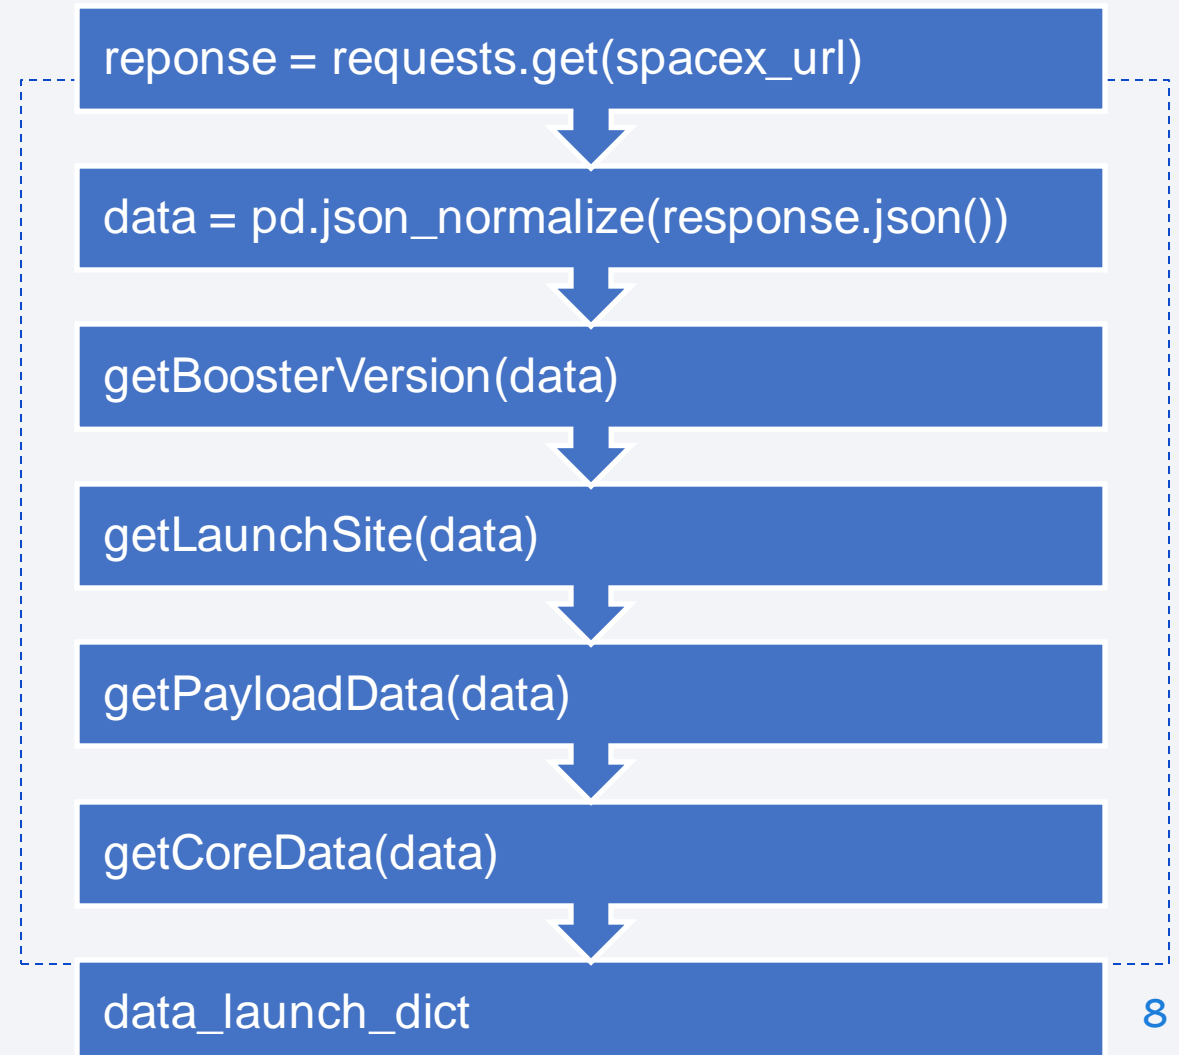 reponse = requests.get(spacex_url)
data = pd.json_normalize(response.json())
getBoosterVersion(data)
getLaunchSite(data)
getPayloadData(data)
getCoreData(data)
data_launch_dict
8